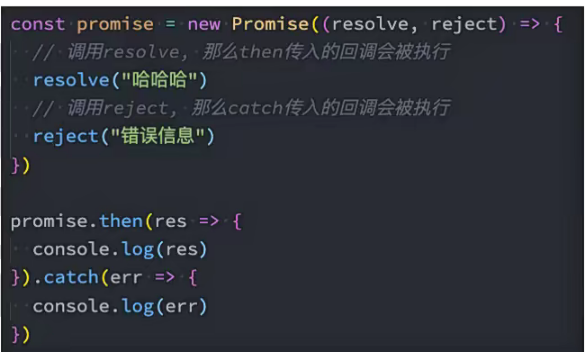 const promise = new Promise((resolve, reject) => {
  // 调用resolve, 那么then传入的回调会被执行
  resolve("哈哈哈")
  // 调用reject, 那么catch传入的回调会被执行
  reject("错误信息")
})

promise.then(res => {
  console.log(res)
}).catch(err => {
  console.log(err)
})